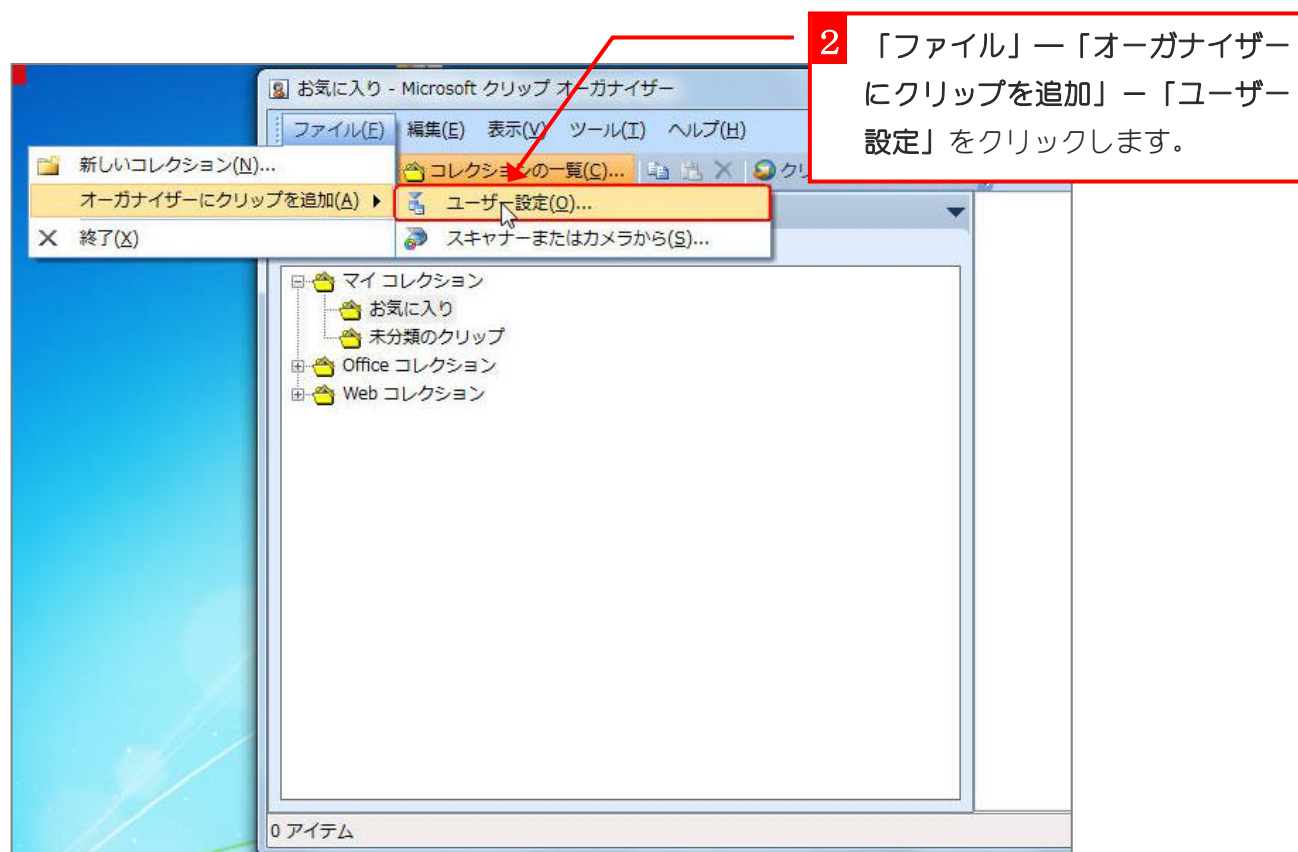 2 「ファイル」―「オーガナイザー
にクリップを追加」－「ユーザー
設定」をクリックします。
お気に入り - Microsoft クリップ オーガナイザー
ファイル(F) 編集(E) 表示(V) ツール(T) ヘルプ(H)
新しいコレクション(N)... コレクションの一覧(C)... クリ
オーガナイザーにクリップを追加(A) ユーザー設定(O)...
終了(X) スキャナーまたはカメラから(S)...
マイ コレクション
お気に入り
未分類のクリップ
Office コレクション
Web コレクション
0 アイテム